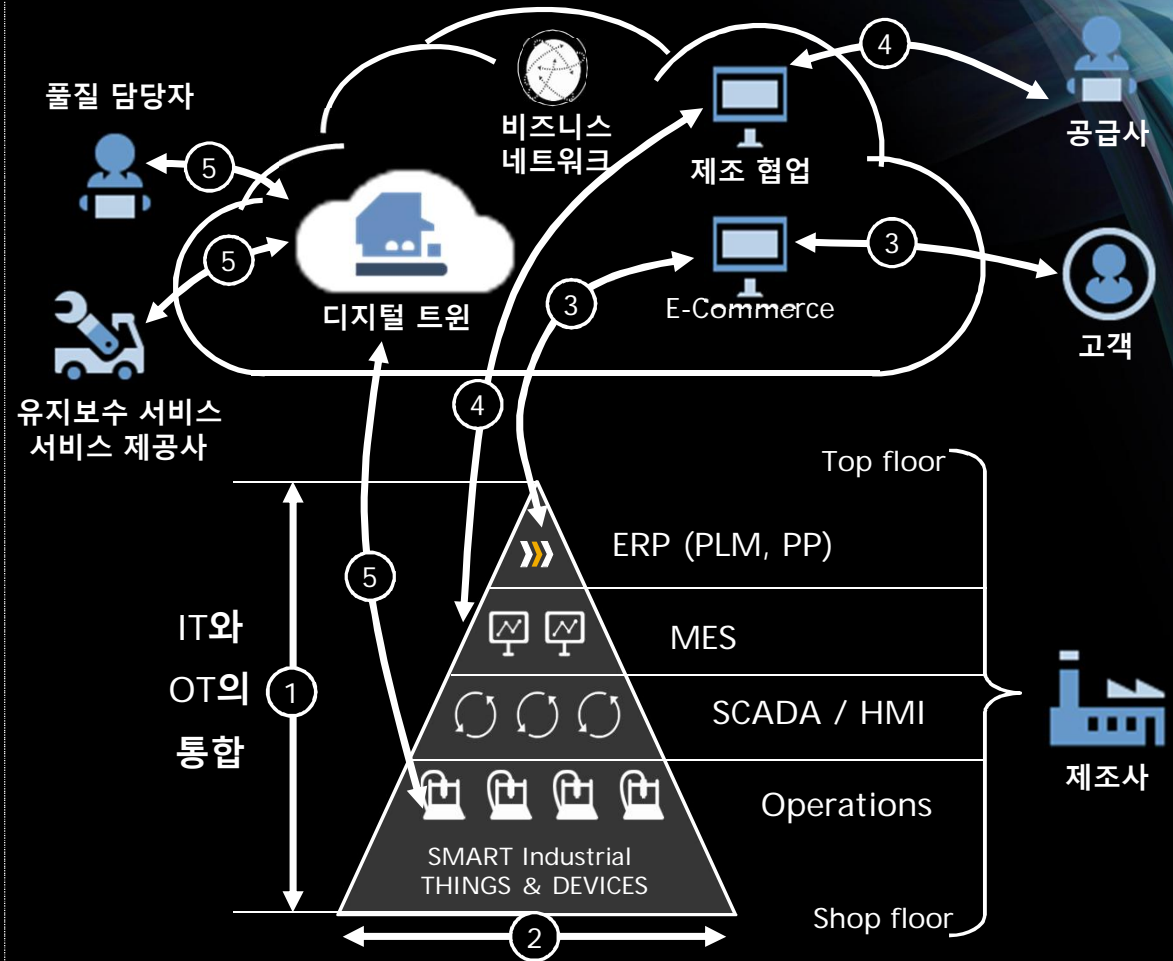 4
풀질 담당자
비즈니스
네트워크
제조 협업
공급사
5
5
3
3
디지털 트윈
E-Commerce
고객
유지보수 서비스
서비스 제공사
4
Top floor
ERP (PLM, PP)
5
IT와
OT의
통합
1
MES
SCADA / HMI
제조사
Operations
SMART Industrial
THINGS & DEVICES
Shop floor
2